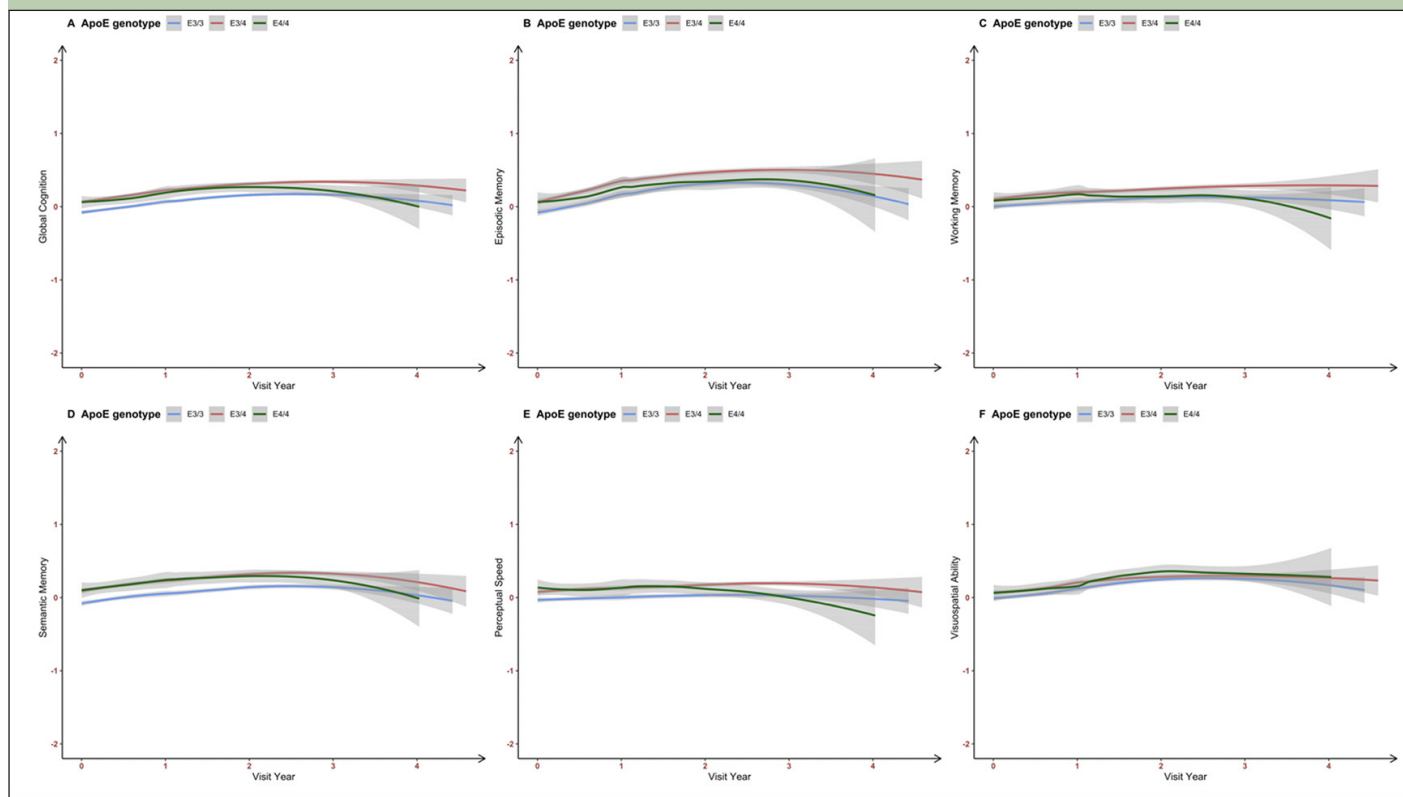 A ApoE genotype E3/3 E3/4 E4/4
2
1
0
-1
-2
Global Cognition
0 1 2 3 4
Visit Year
B ApoE genotype E3/3 E3/4 E4/4
2
1
0
-1
-2
Episodic Memory
0 1 2 3 4
Visit Year
C ApoE genotype E3/3 E3/4 E4/4
2
1
0
-1
-2
Working Memory
0 1 2 3 4
Visit Year
D ApoE genotype E3/3 E3/4 E4/4
2
1
0
-1
-2
Semantic Memory
0 1 2 3 4
Visit Year
E ApoE genotype E3/3 E3/4 E4/4
2
1
0
-1
-2
Perceptual Speed
0 1 2 3 4
Visit Year
F ApoE genotype E3/3 E3/4 E4/4
2
1
0
-1
-2
Visuospatial Ability
0 1 2 3 4
Visit Year